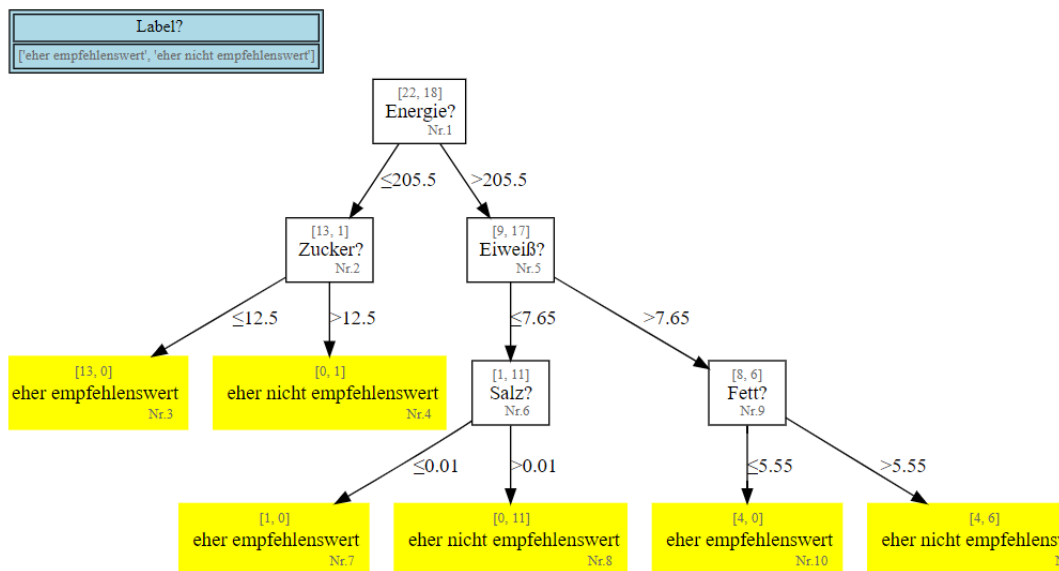 Label?
['eher empfehlenswert', 'eher nicht empfehlenswert']
[22, 18]
Energie?
Nr.1
≤205.5
>205.5
[13, 1]
Zucker?
Nr.2
[9, 17]
Eiweiß?
Nr.5
≤12.5
>12.5
≤7.65
>7.65
[13, 0]
eher empfehlenswert
Nr.3
[0, 1]
eher nicht empfehlenswert
Nr.4
[1, 11]
Salz?
Nr.6
[8, 6]
Fett?
Nr.9
≤0.01
>0.01
≤5.55
>5.55
[1, 0]
eher empfehlenswert
Nr.7
[0, 11]
eher nicht empfehlenswert
Nr.8
[4, 0]
eher empfehlenswert
Nr.10
[4, 6]
eher nicht empfehlens